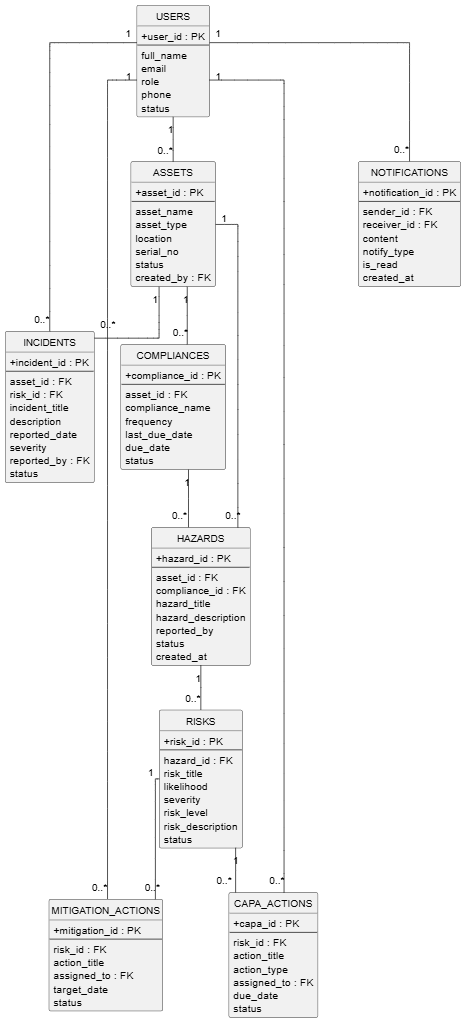 USERS
+user_id : PK
full_name
email
role
phone
status
1
1
1
1
1
0..*
0..*
ASSETS
+asset_id : PK
asset_name
asset_type
location
serial_no
status
created_by : FK
NOTIFICATIONS
+notification_id : PK
sender_id : FK
receiver_id : FK
content
notify_type
is_read
created_at
1
1
1
0..*
0..*
0..*
INCIDENTS
+incident_id : PK
asset_id : FK
risk_id : FK
incident_title
description
reported_date
severity
reported_by : FK
status
COMPLIANCES
+compliance_id : PK
asset_id : FK
compliance_name
frequency
last_due_date
due_date
status
1
0..*
0..*
HAZARDS
+hazard_id : PK
asset_id : FK
compliance_id : FK
hazard_title
hazard_description
reported_by
status
created_at
1
0..*
RISKS
+risk_id : PK
hazard_id : FK
risk_title
likelihood
severity
risk_level
risk_description
status
1
1
0..*
0..*
0..*
0..*
MITIGATION_ACTIONS
+mitigation_id : PK
risk_id : FK
action_title
assigned_to : FK
target_date
status
CAPA_ACTIONS
+capa_id : PK
risk_id : FK
action_title
action_type
assigned_to : FK
due_date
status